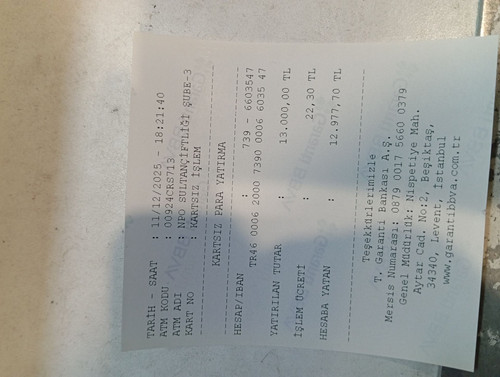 TARİH - SAAT : 11/12/2025 - 18:21:40
ATM KODU : 00924CRS713
ATM ADI : NPO SULTANÇİFTLİĞİ ŞUBE-3
KART NO : KARTSIZ İŞLEM
KARTSIZ PARA YATIRMA
HESAP/IBAN : 739 - 6603547
TR46 0006 2000 7390 0006 6035 47
YATIRILAN TUTAR : 13.000,00 TL
İŞLEM ÜCRETİ : 22,30 TL
HESABA YATAN : 12.977,70 TL
Teşekkürlerimizle
T. Garanti Bankası A.Ş.
Mersis Numarası: 0879 0017 5660 0379
Genel Müdürlük: Nispetiye Mah.
Aytar Cad. No:2, Beşiktaş,
34340, Levent, İstanbul
www.garantibbva.com.tr